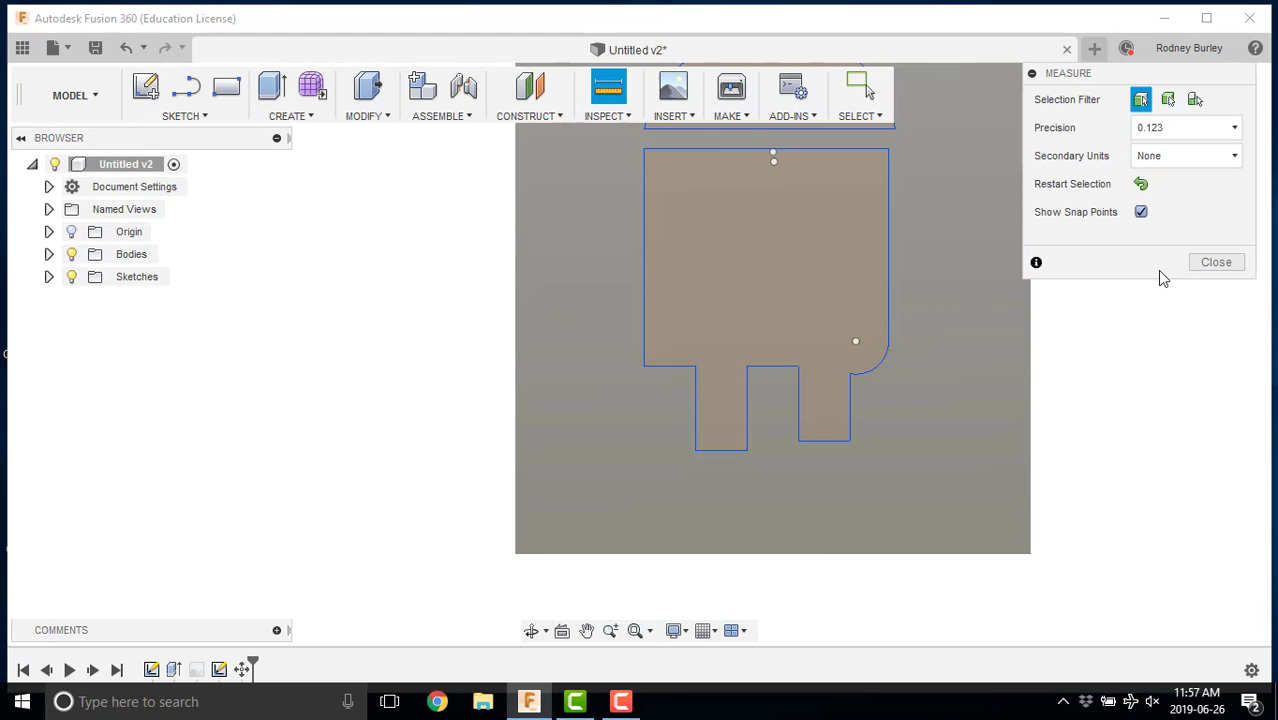 Autodesk Fusion 360 (Education License)
Untitled v2*
Rodney Burley
MODEL
SKETCH
CREATE
MODIFY
ASSEMBLE
CONSTRUCT
INSPECT
INSERT
MAKE
ADD-INS
SELECT
BROWSER
Untitled v2
Document Settings
Named Views
Origin
Bodies
Sketches
MEASURE
Selection Filter
Precision 0.123
Secondary Units None
Restart Selection
Show Snap Points
Close
COMMENTS
Type here to search
11:57 AM
2019-06-26
2